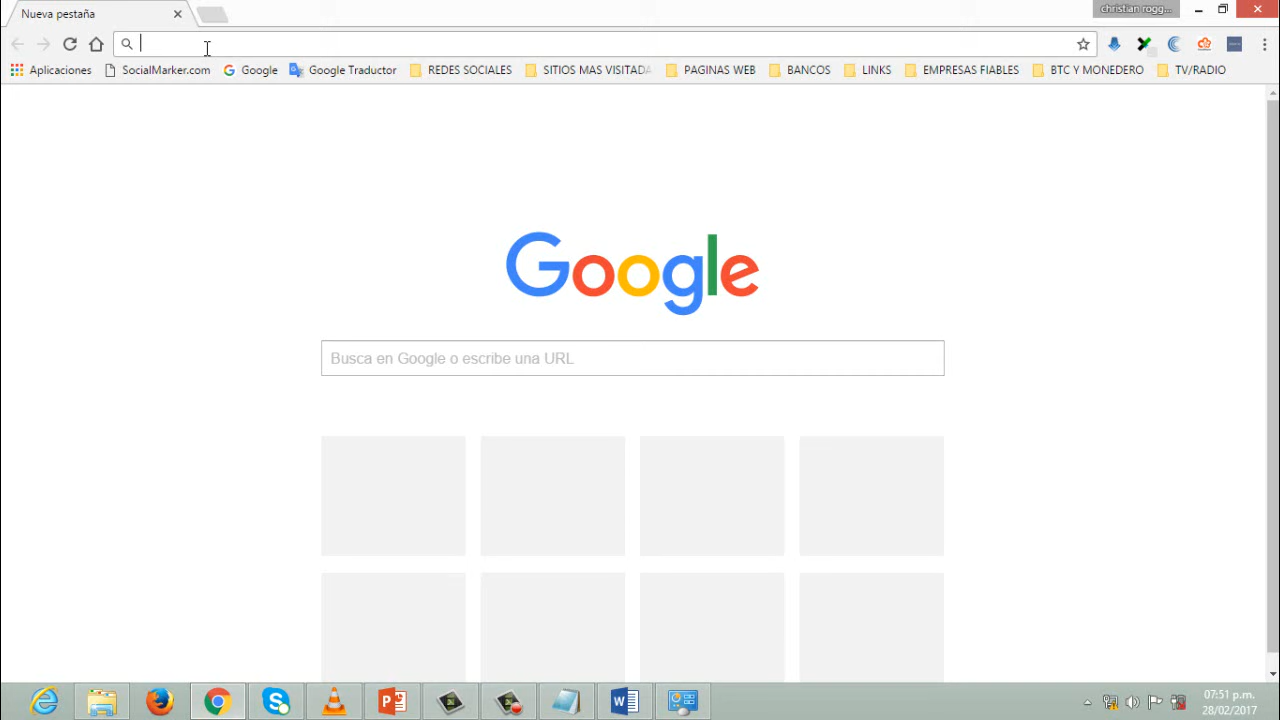 Nueva pestaña
christian rogg...
Aplicaciones SocialMarker.com Google Google Traductor REDES SOCIALES SITIOS MAS VISITADA PAGINAS WEB BANCOS LINKS EMPRESAS FIABLES BTC Y MONEDERO TV/RADIO
Google
Busca en Google o escribe una URL
07:51 p.m.
28/02/2017